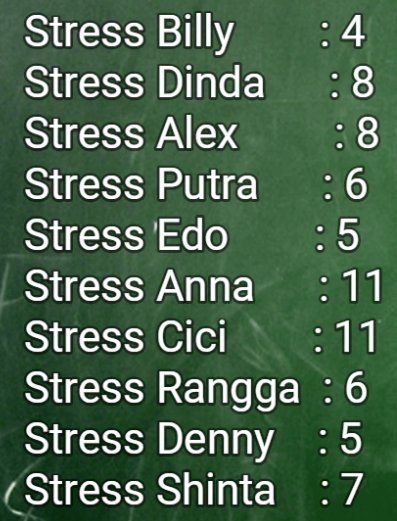 Stress Billy : 4
Stress Dinda : 8
Stress Alex : 8
Stress Putra : 6
Stress Edo : 5
Stress Anna : 11
Stress Cici : 11
Stress Rangga : 6
Stress Denny : 5
Stress Shinta : 7